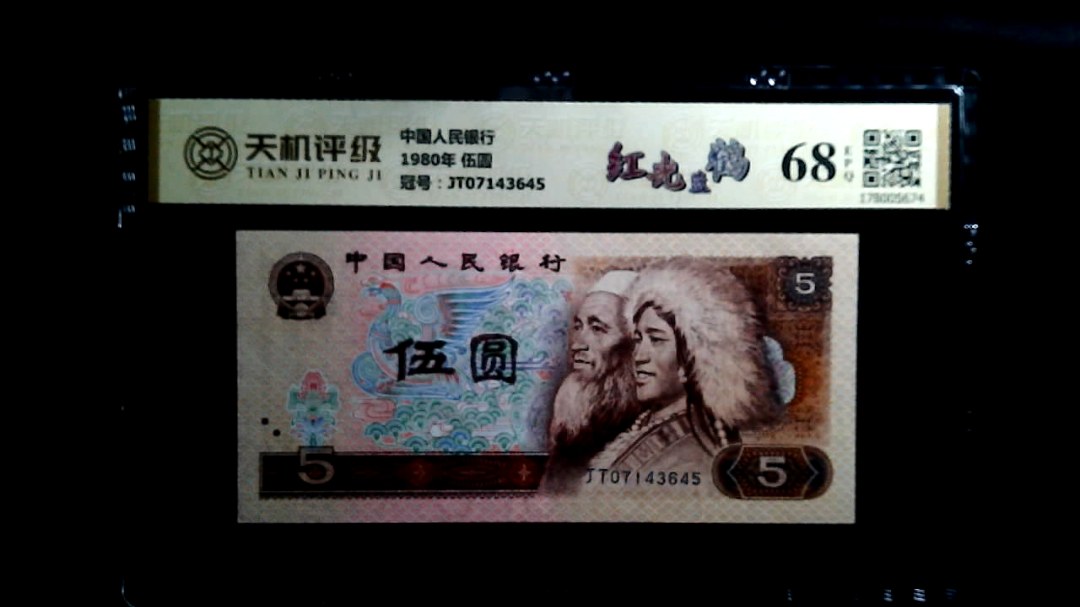 天机评级
TIAN JI PING JI
中国人民银行
1980年 伍圆
冠号：JT07143645
红光蓝鹤
68
EPQ
中国人民银行
5
伍圆
5
JT07143645
5